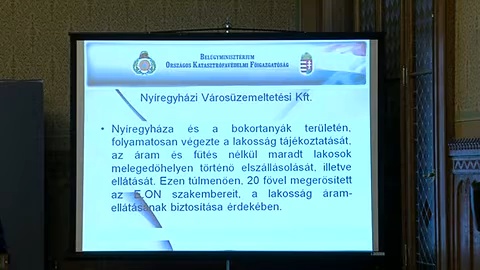 BELÜGYMINISZTÉRIUM
ORSZÁGOS KATASZTRÓFAVÉDELMI FŐIGAZGATÓSÁG
Nyíregyházi Városüzemeltetési Kft.
• Nyíregyháza és a bokortanyák területén,
folyamatosan végezte a lakosság tájékoztatását,
az áram és fűtés nélkül maradt lakosok
melegedőhelyen történő elszállásolását, illetve
ellátását. Ezen túlmenően, 20 fővel megerősített
az E.ON szakembereit, a lakosság áram-
ellátásának biztosítása érdekében.